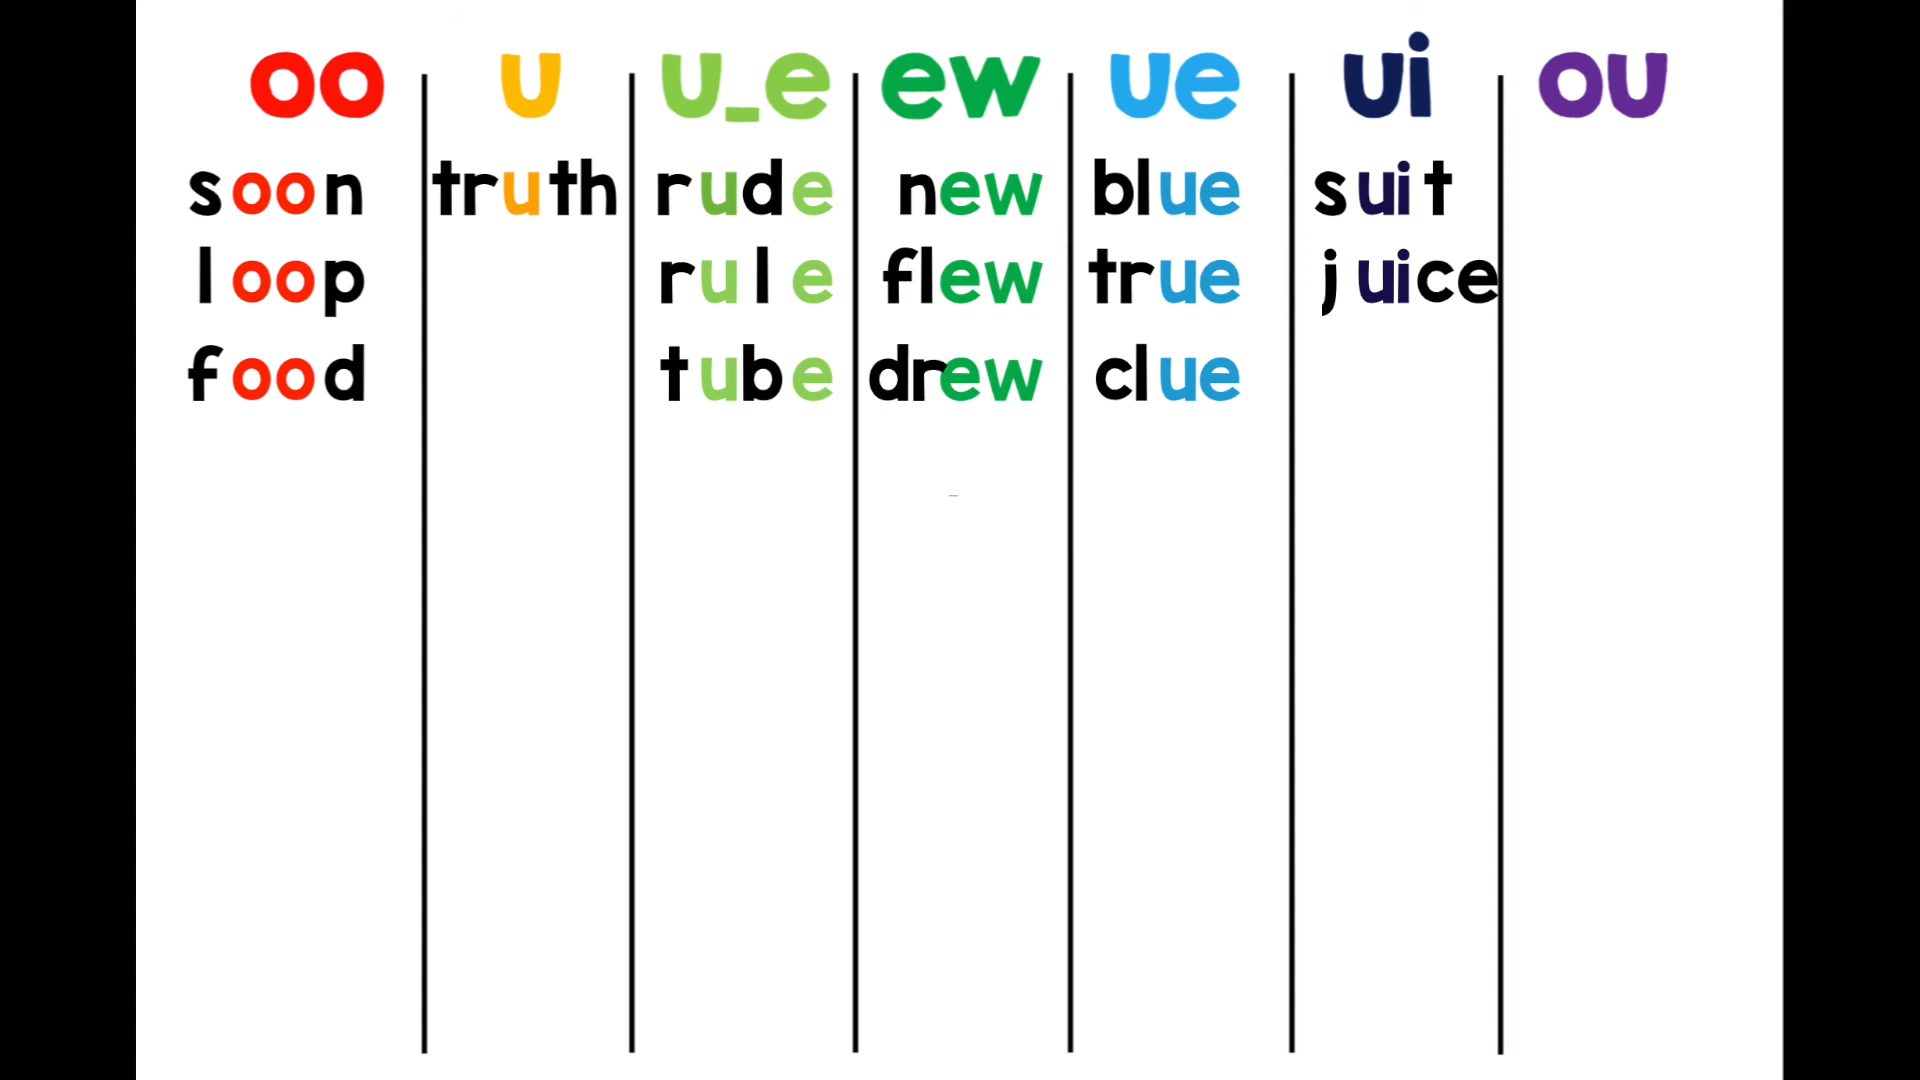 oo u u_e ew ue ui ou
soon truth rude new blue suit
loop rule flew true juice
food tube drew clue